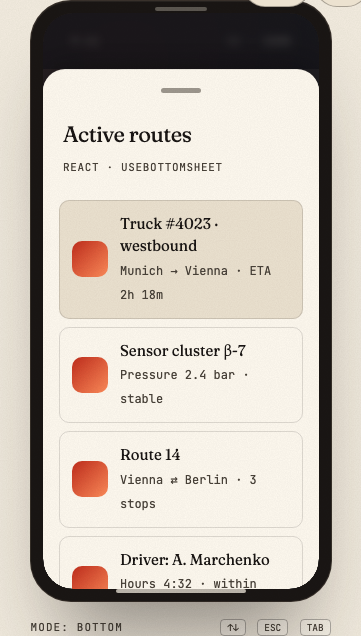 Active routes
REACT · USEBOTTOMSHEET
Truck #4023 ·
westbound
Munich → Vienna · ETA
2h 18m
Sensor cluster β-7
Pressure 2.4 bar ·
stable
Route 14
Vienna ⇄ Berlin · 3
stops
Driver: A. Marchenko
Hours 4:32 · within
MODE: BOTTOM ↑↓ ESC TAB